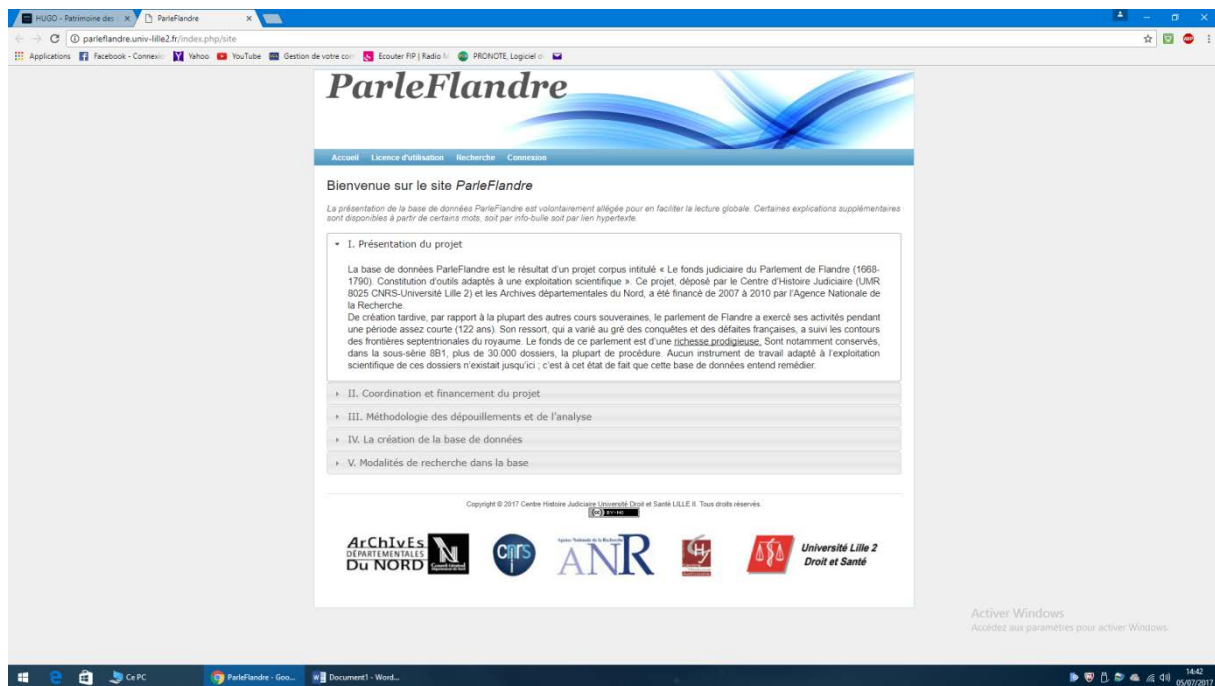 HUGO - Patrimoine des
ParleFlandre
parleflandre.univ-lille2.fr/index.php/site
Applications Facebook - Connexio Yahoo YouTube Gestion de votre com Ecouter FIP | Radio PRONOTE, Logiciel
ParleFlandre
Accueil Licence d'utilisation Recherche Connexion
Bienvenue sur le site ParleFlandre
La présentation de la base de données ParleFlandre est volontairement allégée pour en faciliter la lecture globale. Certaines explications supplémentaires
sont disponibles à partir de certains mots, soit par info-bulle soit par lien hypertexte.
I. Présentation du projet
La base de données ParleFlandre est le résultat d'un projet corpus intitulé « Le fonds judiciaire du Parlement de Flandre (1668-
1790). Constitution d'outils adaptés à une exploitation scientifique ». Ce projet, déposé par le Centre d'Histoire Judiciaire (UMR
8025 CNRS-Université Lille 2) et les Archives départementales du Nord, a été financé de 2007 à 2010 par l'Agence Nationale de
la Recherche.
De création tardive, par rapport à la plupart des autres cours souveraines, le parlement de Flandre a exercé ses activités pendant
une période assez courte (122 ans). Son ressort, qui a varié au gré des conquêtes et des défaites françaises, a suivi les contours
des frontières septentrionales du royaume. Le fonds de ce parlement est d'une richesse prodigieuse. Sont notamment conservés,
dans la sous-série 8B1, plus de 30.000 dossiers, la plupart de procédure. Aucun instrument de travail adapté à l'exploitation
scientifique de ces dossiers n'existait jusqu'ici ; c'est à cet état de fait que cette base de données entend remédier.
II. Coordination et financement du projet
III. Méthodologie des dépouillements et de l'analyse
IV. La création de la base de données
V. Modalités de recherche dans la base
Copyright © 2017 Centre Histoire Judiciaire Université Droit et Santé LILLE II. Tous droits réservés.
CC BY-NC
ArChIvEs
DÉPARTEMENTALES
Du NORD
cnrs
Agence Nationale de la Recherche
ANR
Université Lille 2
Droit et Santé
Activer Windows
Accédez aux paramètres pour activer Windows.
Ce PC
ParleFlandre - Goo...
Document1 - Word...
14:42
05/07/2017